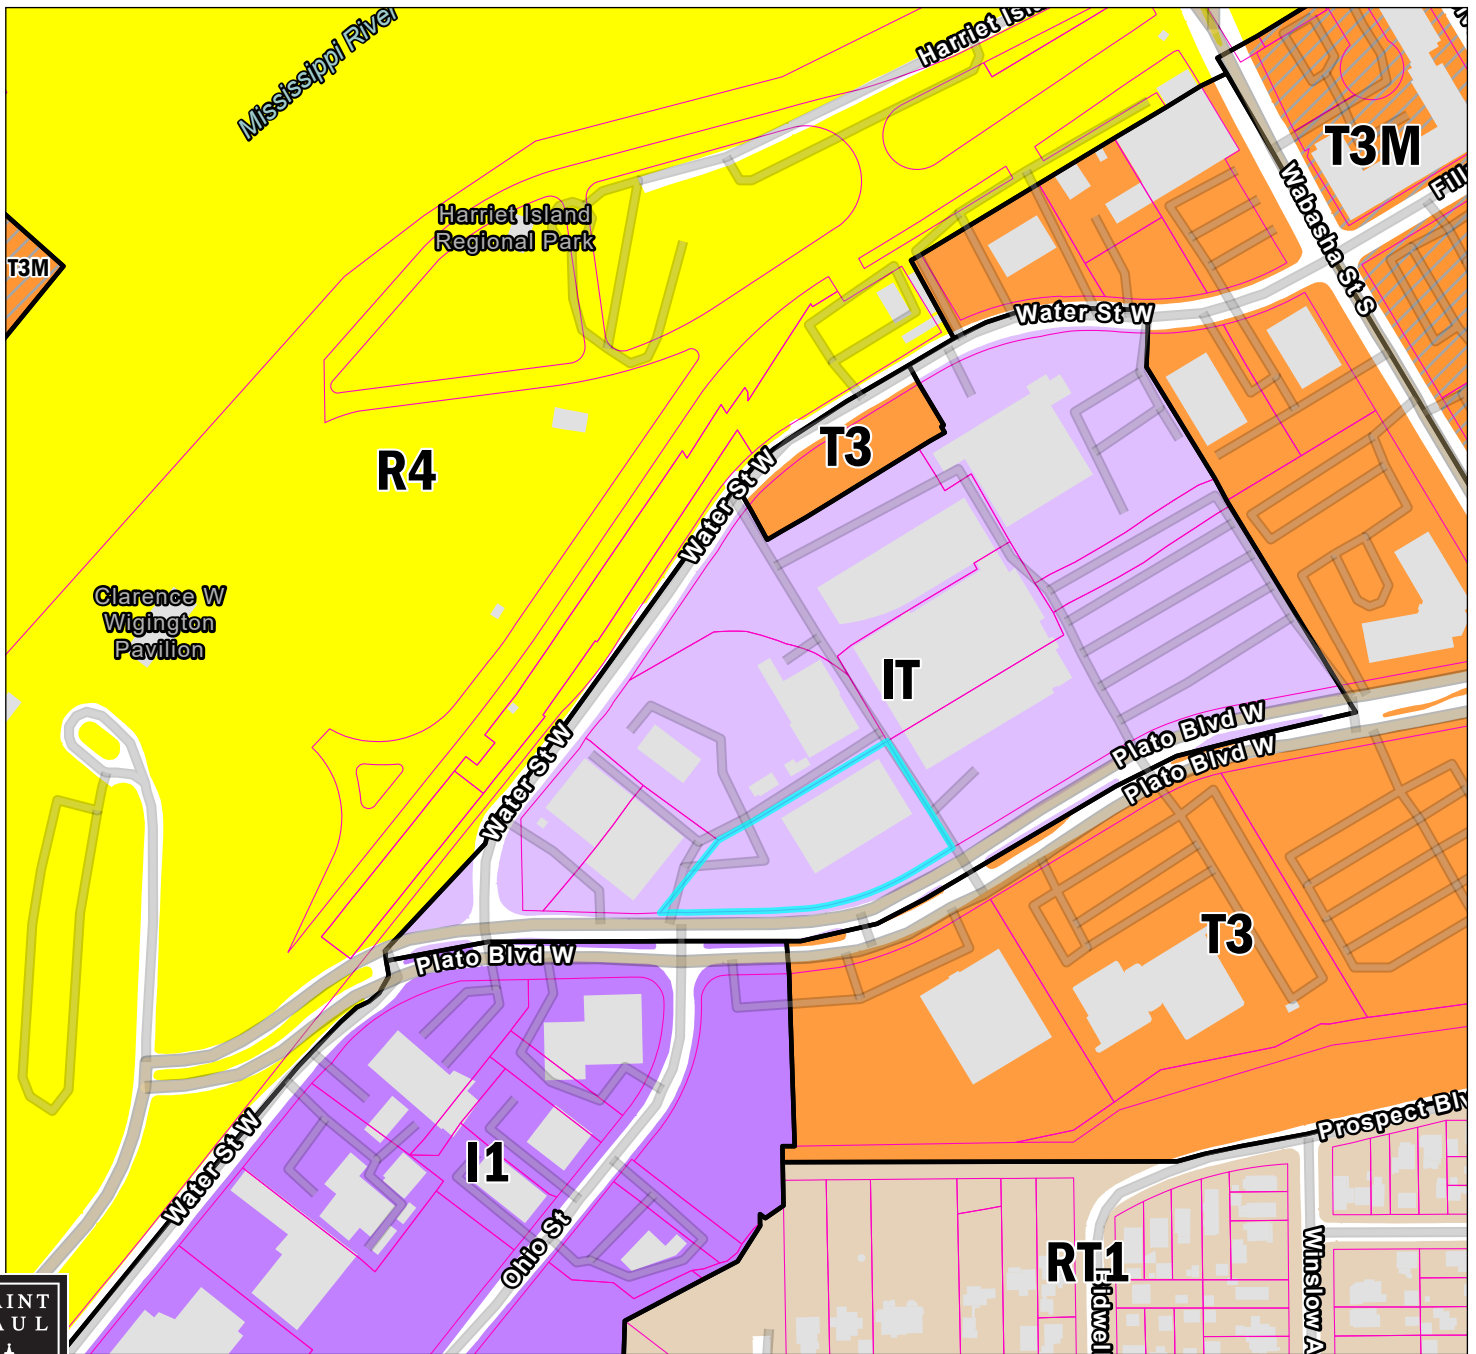 Mississippi River
Harriet
T3M
Wabasha St S
Harriet Island
Regional Park
T3M
Water St W
T3
R4
Water St W
Clarence W
Wigington
Pavilion
IT
Plato Blvd W
Plato Blvd W
Water St W
T3
Plato Blvd W
Prospect
I1
Water St W
Ohio St
RT1
Winslow